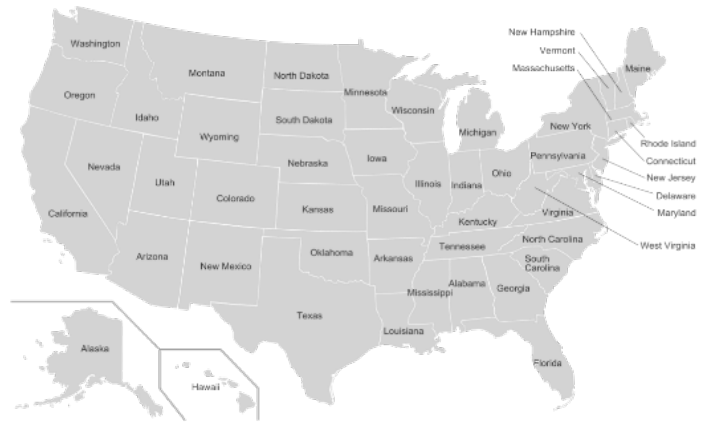 New Hampshire
Vermont
Massachusetts
Washington
Montana
North Dakota
Minnesota
Maine
Oregon
Idaho
Wyoming
South Dakota
Wisconsin
Michigan
New York
Rhode Island
Connecticut
New Jersey
Delaware
Maryland
Nevada
Utah
Colorado
Nebraska
Iowa
Illinois
Indiana
Ohio
Pennsylvania
California
Kansas
Missouri
Kentucky
Virginia
West Virginia
Arizona
New Mexico
Oklahoma
Arkansas
Tennessee
North Carolina
South
Carolina
Texas
Louisiana
Mississippi
Alabama
Georgia
Florida
Alaska
Hawaii